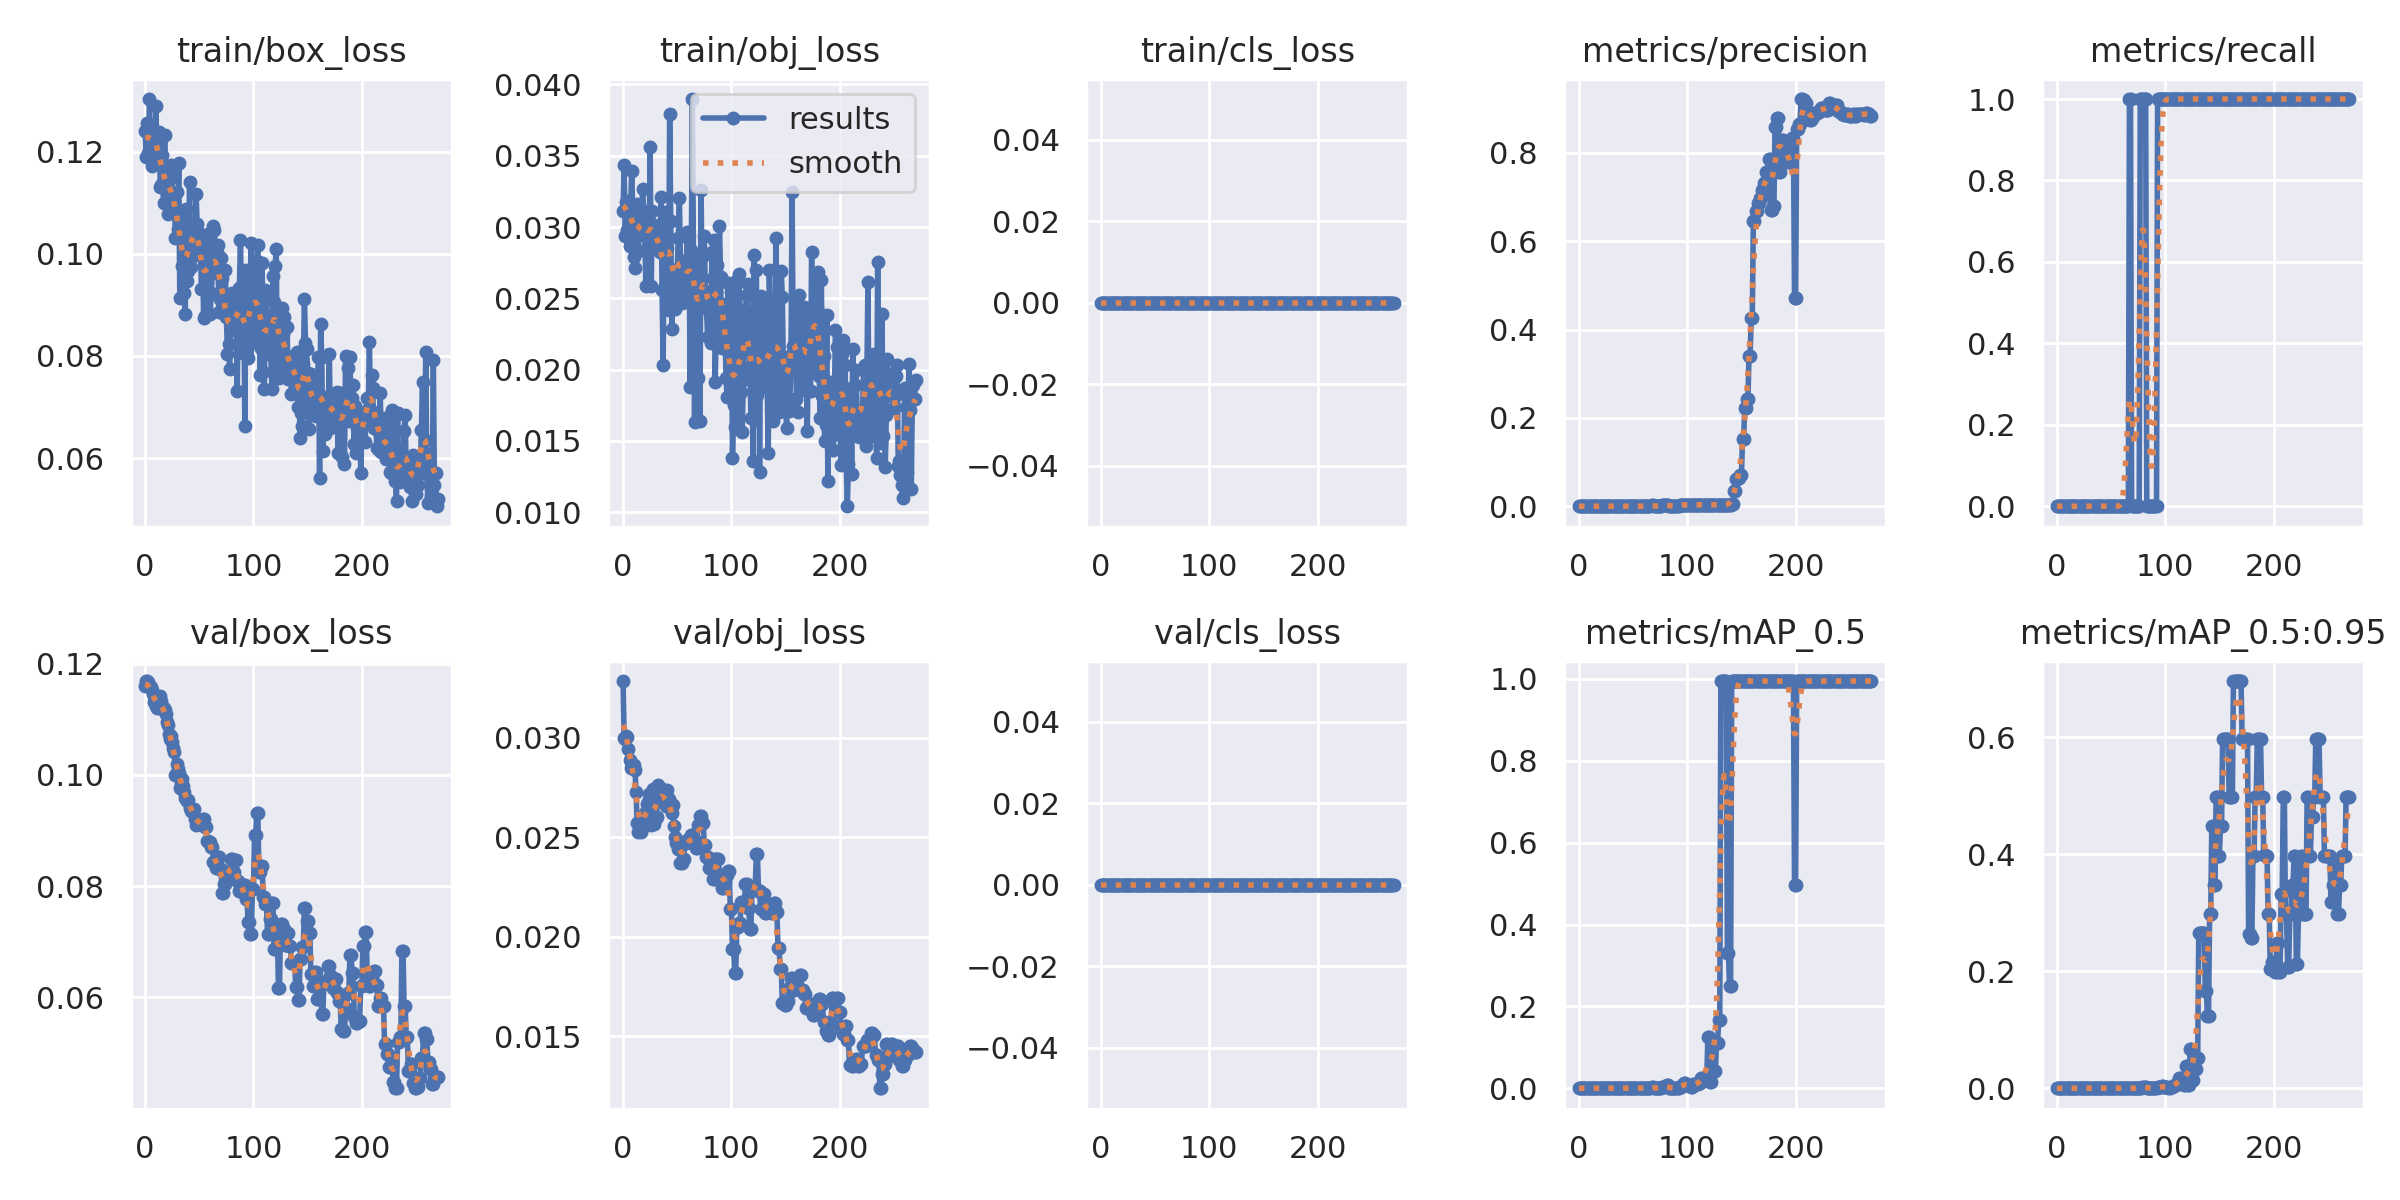 train/box_loss
0.12
0.10
0.08
0.06
0 100 200
train/obj_loss
results
smooth
0.040
0.035
0.030
0.025
0.020
0.015
0.010
0 100 200
train/cls_loss
0.04
0.02
0.00
−0.02
−0.04
0 100 200
metrics/precision
0.8
0.6
0.4
0.2
0.0
0 100 200
metrics/recall
1.0
0.8
0.6
0.4
0.2
0.0
0 100 200
val/box_loss
0.12
0.10
0.08
0.06
0 100 200
val/obj_loss
0.030
0.025
0.020
0.015
0 100 200
val/cls_loss
0.04
0.02
0.00
−0.02
−0.04
0 100 200
metrics/mAP_0.5
1.0
0.8
0.6
0.4
0.2
0.0
0 100 200
metrics/mAP_0.5:0.95
0.6
0.4
0.2
0.0
0 100 200